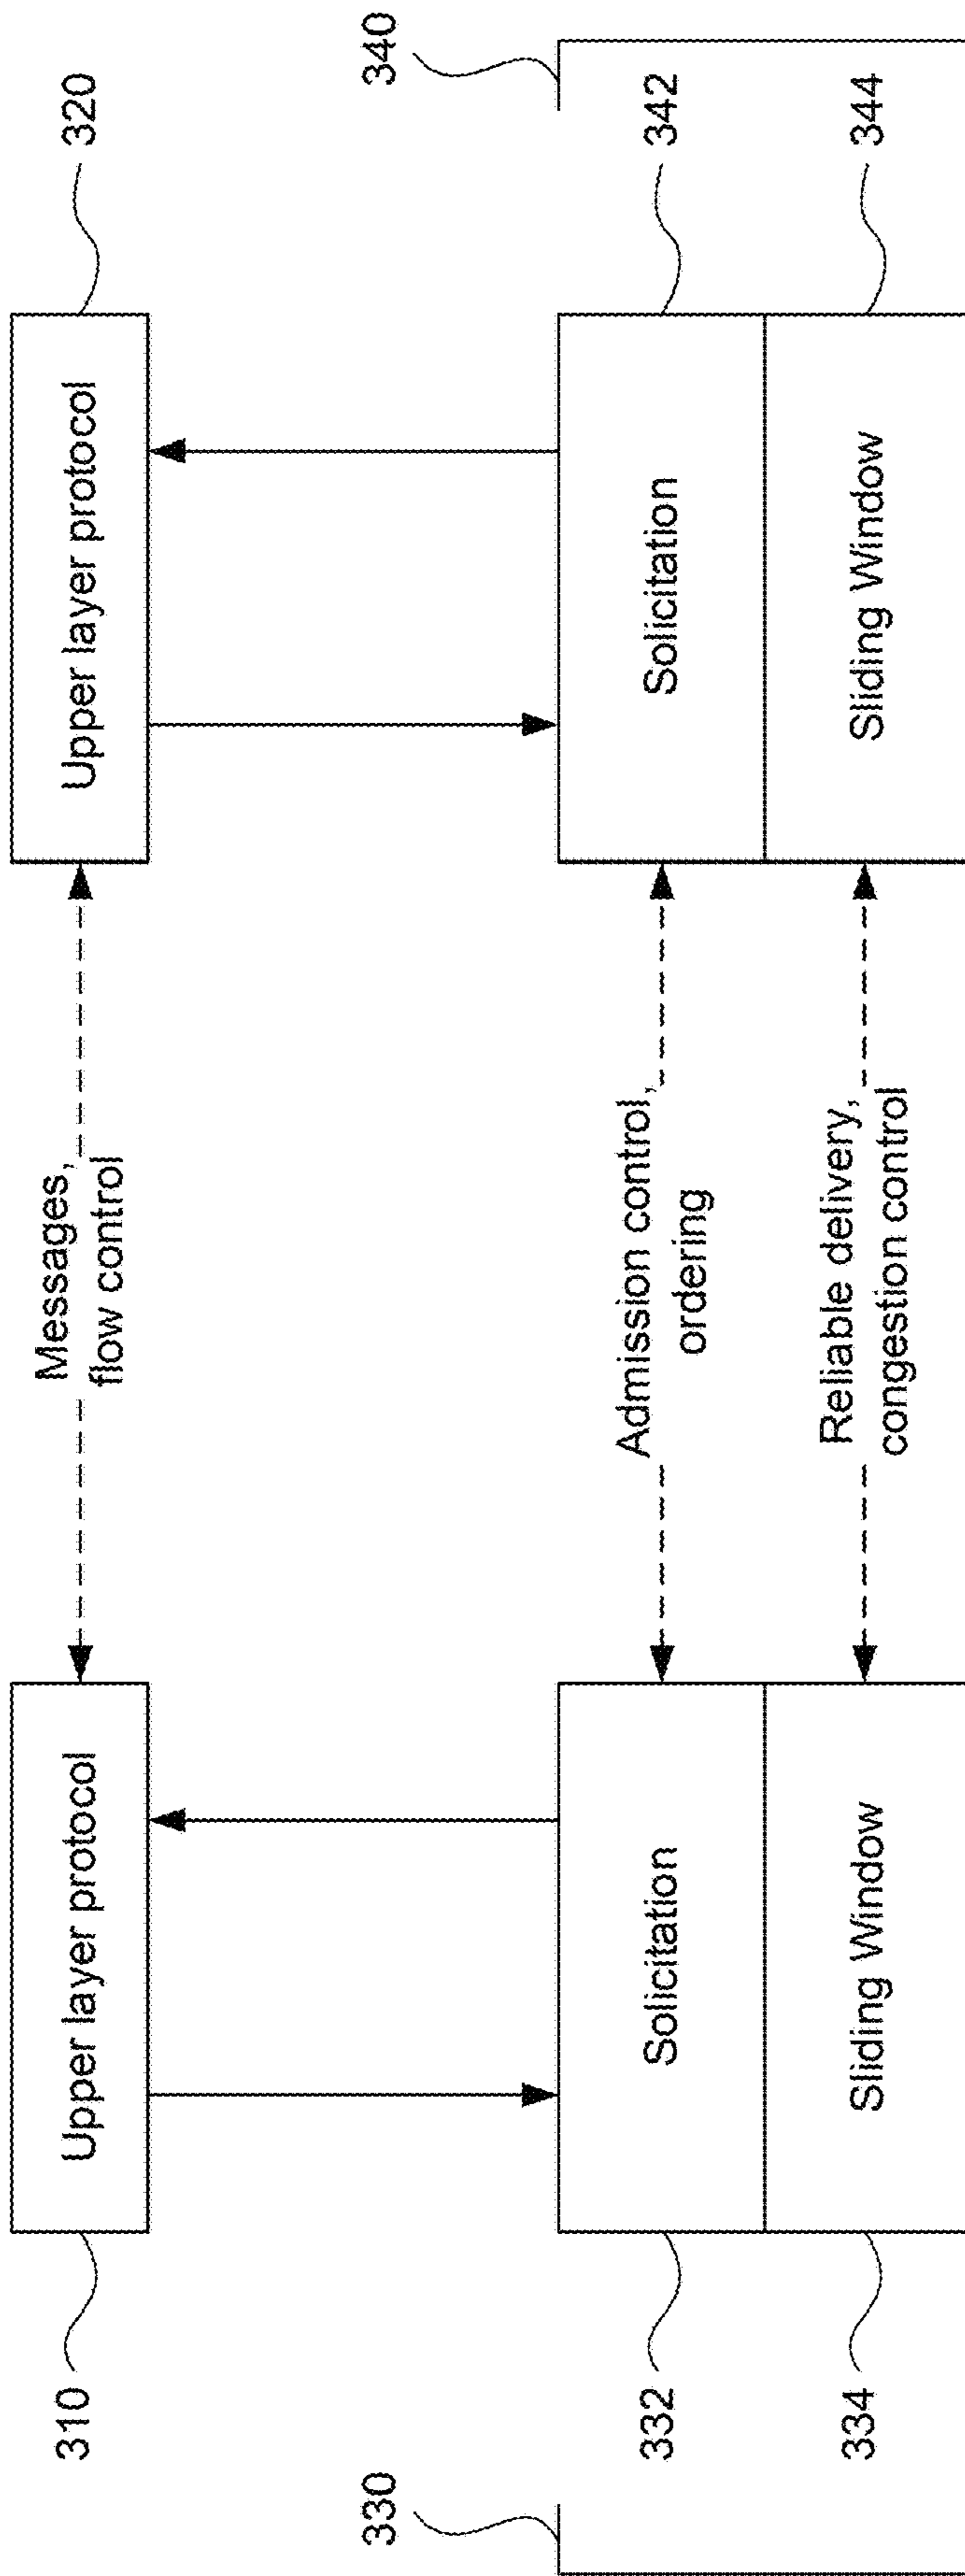 310
Upper layer protocol
Messages,
flow control
Upper layer protocol
320
330
340
332
Solicitation
Admission control,
ordering
Solicitation
342
334
Sliding Window
Reliable delivery,
congestion control
Sliding Window
344